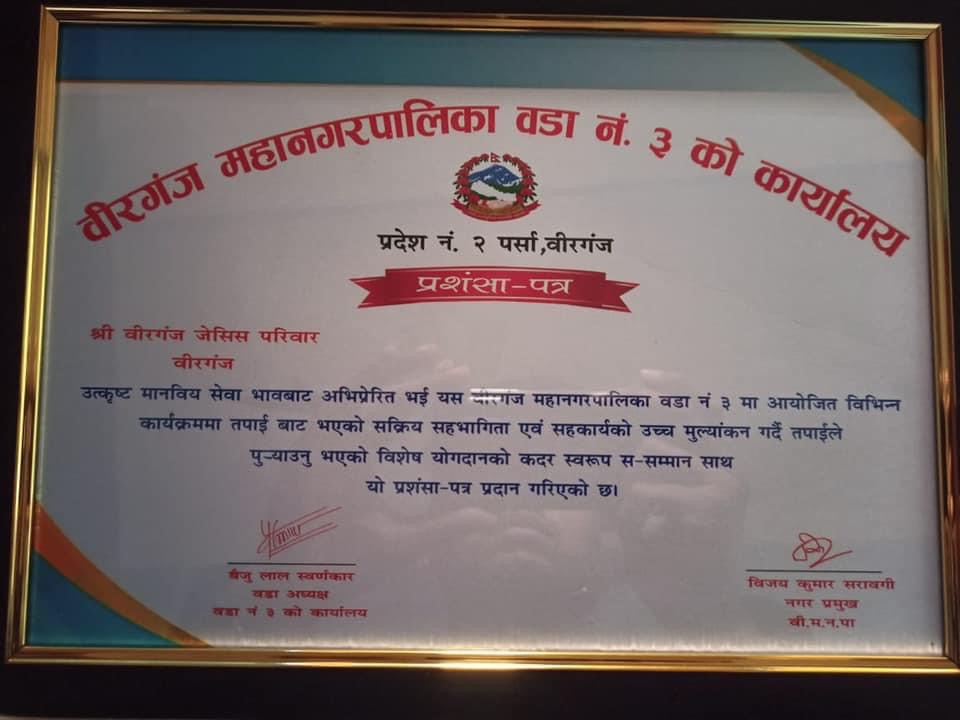 वीरगंज महानगरपालिका वडा नं. ३ को कार्यालय
प्रदेश नं. २ पर्सा,वीरगंज
प्रशंसा-पत्र
श्री वीरगंज जेसिस परिवार
वीरगंज
उत्कृष्ट मानविय सेवा भावबाट अभिप्रेरित भई यस वीरगंज महानगरपालिका वडा नं ३ मा आयोजित विभिन्न
कार्यक्रममा तपाई बाट भएको सक्रिय सहभागिता एवं सहकार्यको उच्च मुल्यांकन गर्दै तपाईले
पुऱ्याउनु भएको विशेष योगदानको कदर स्वरूप स-सम्मान साथ
यो प्रशंसा-पत्र प्रदान गरिएको छ।
बैजु लाल स्वर्णकार
वडा अध्यक्ष
वडा नं ३ को कार्यालय
विजय कुमार सरावगी
नगर प्रमुख
वी.म.न.पा